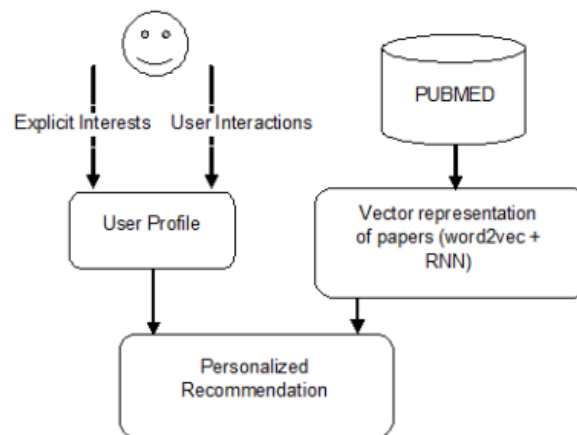 PUBMED
Explicit Interests
User Interactions
User Profile
Vector representation
of papers (word2vec +
RNN)
Personalized
Recommendation